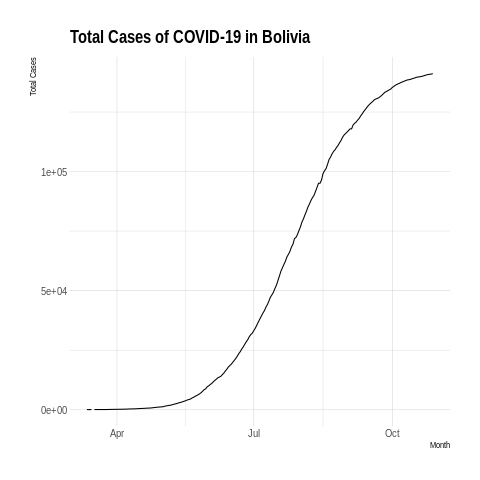 Total Cases of COVID-19 in Bolivia
Total Cases
1e+05
5e+04
0e+00
Apr
Jul
Oct
Month